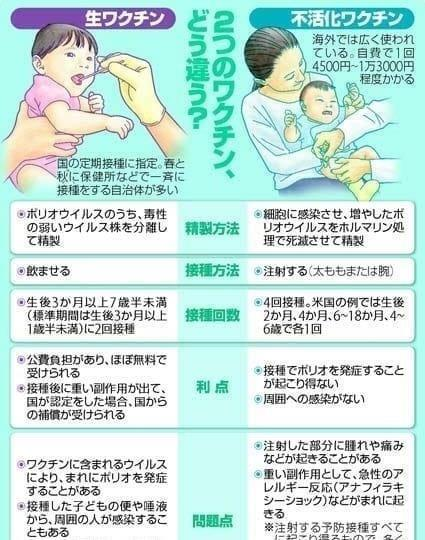 生ワクチン
2つのワクチン、
どう違う?
不活化ワクチン
海外では広く使われ
ている。自費で1回
4500円~1万3000円
程度かかる
国の定期接種に指定。春と
秋に保健所などで一斉に
接種をする自治体が多い
ポリオウイルスのうち、毒性
の弱いウイルス株を分離し
て精製
精製方法
細胞に感染させ、増やしたポ
リオウイルスをホルマリン処
理で死滅させて精製
飲ませる
接種方法
注射する(太ももまたは腕)
生後3か月以上7歳半未満
(標準期間は生後3か月以上
1歳半未満)に2回接種
接種回数
4回接種。米国の例では生後
2か月、4か月、6~18か月、4~
6歳で各1回
公費負担があり、ほぼ無料で
受けられる
接種後に重い副作用が出て、
国が認定をした場合、国から
の補償が受けられる
利点
接種でポリオを発症すること
が起こり得ない
周囲への感染がない
ワクチンに含まれるウイルス
により、まれにポリオを発症
することがある
接種した子どもの便や唾液
から、周囲の人が感染するこ
ともある
問題点
注射した部分に腫れや痛み
などが起きることがある
重い副作用として、急性のア
レルギー反応(アナフィラキ
シーショック)などがまれに起
きる
※注射する予防接種すべて
に起こり得るもので、多く